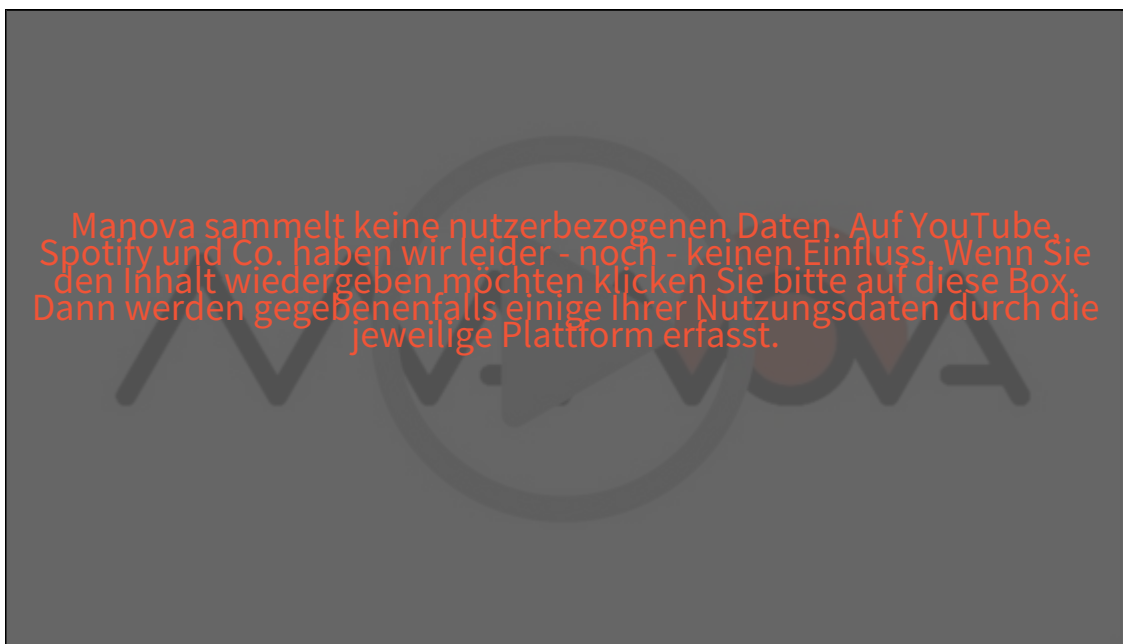 Manova sammelt keine nutzerbezogenen Daten. Auf YouTube,
Spotify und Co. haben wir leider - noch - keinen Einfluss. Wenn Sie
den Inhalt wiedergeben möchten klicken Sie bitte auf diese Box.
Dann werden gegebenenfalls einige Ihrer Nutzungsdaten durch die
jeweilige Plattform erfasst.
MANOVA